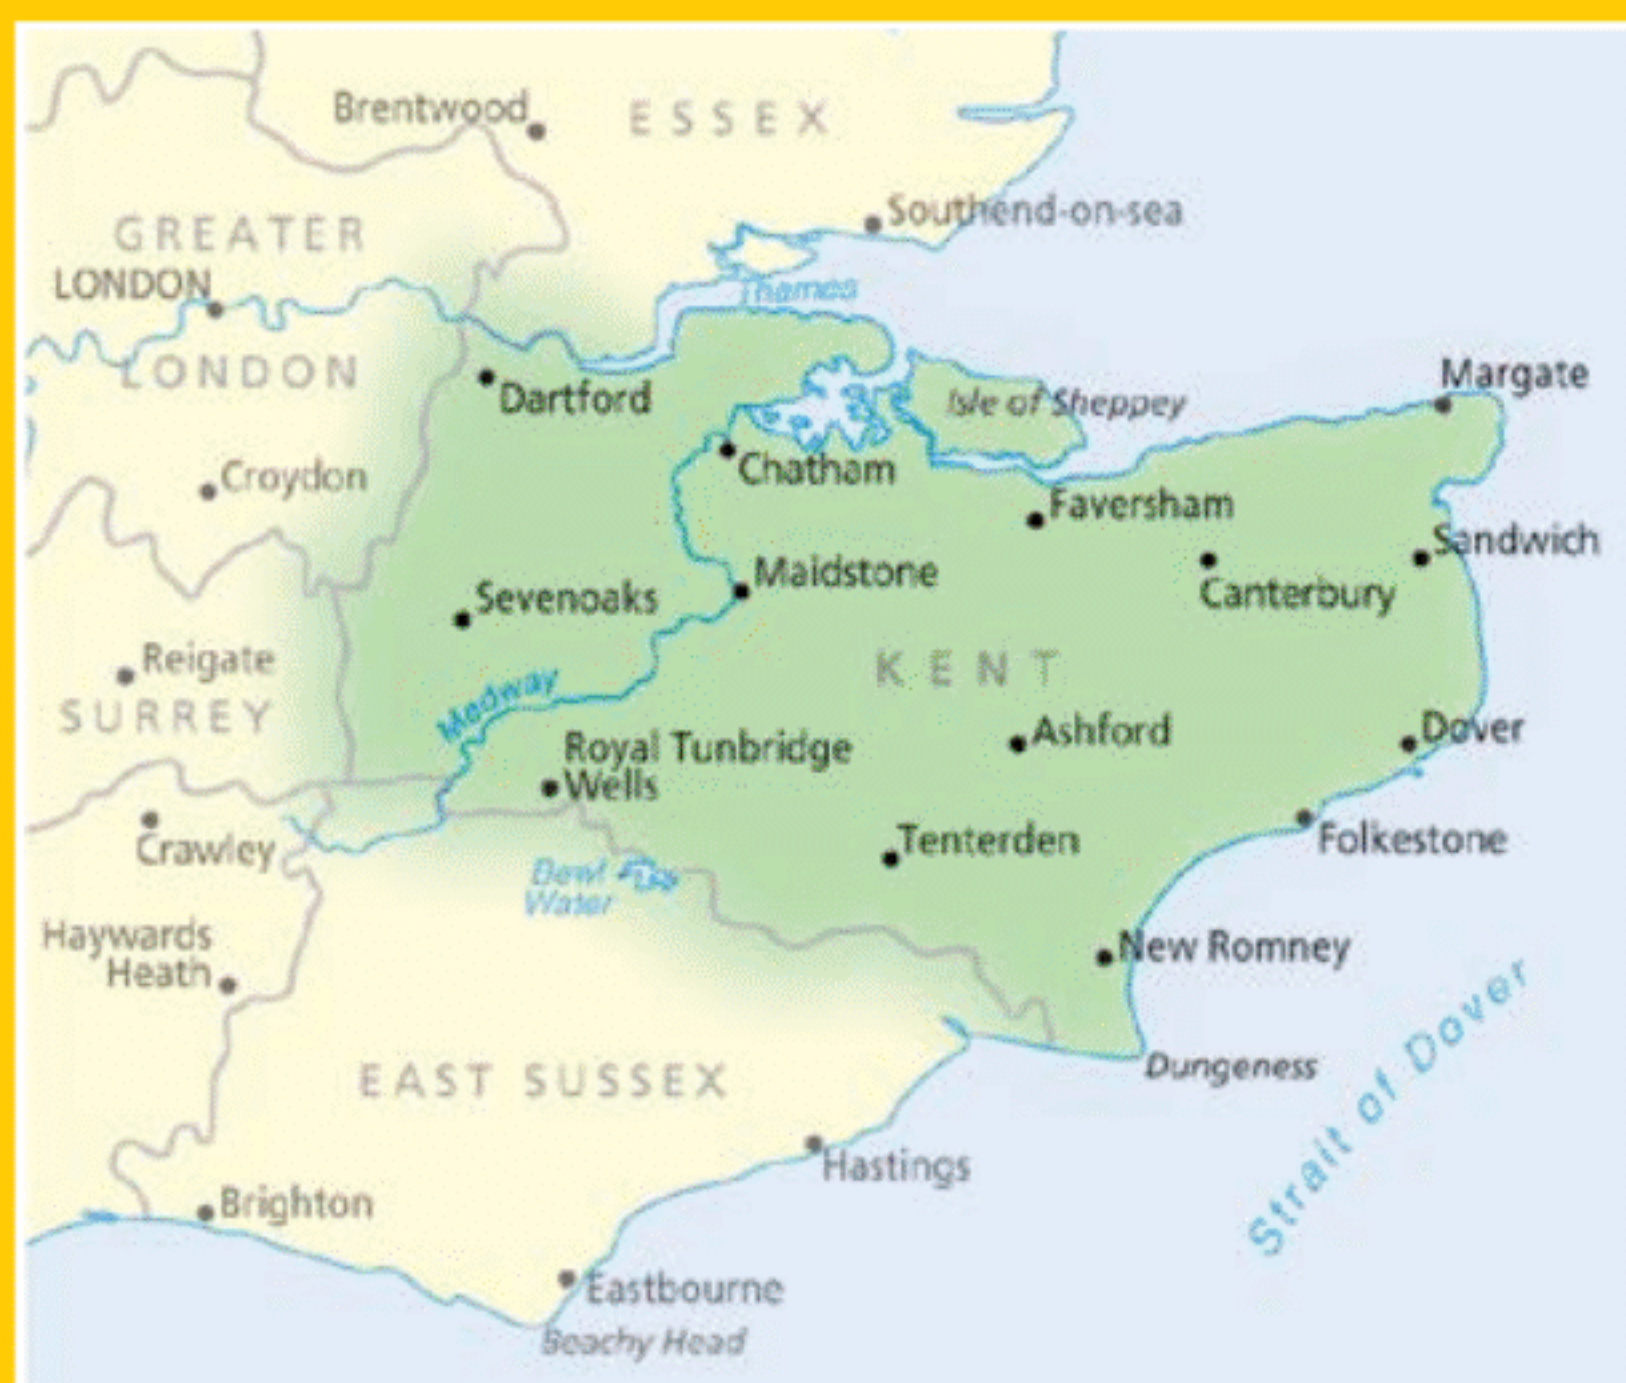 Brentwood
ESSEX
Southend-on-sea
GREATER
LONDON
Thames
LONDON
Dartford
Isle of Sheppey
Margate
Croydon
Chatham
Faversham
Sandwich
Maidstone
Canterbury
Sevenoaks
Reigate
KENT
SURREY
Medway
Royal Tunbridge
Wells
Ashford
Dover
Crawley
Tenterden
Folkestone
Bewl
Water
Haywards
Heath
New Romney
Strait of Dover
EAST SUSSEX
Dungeness
Hastings
Brighton
Eastbourne
Beachy Head